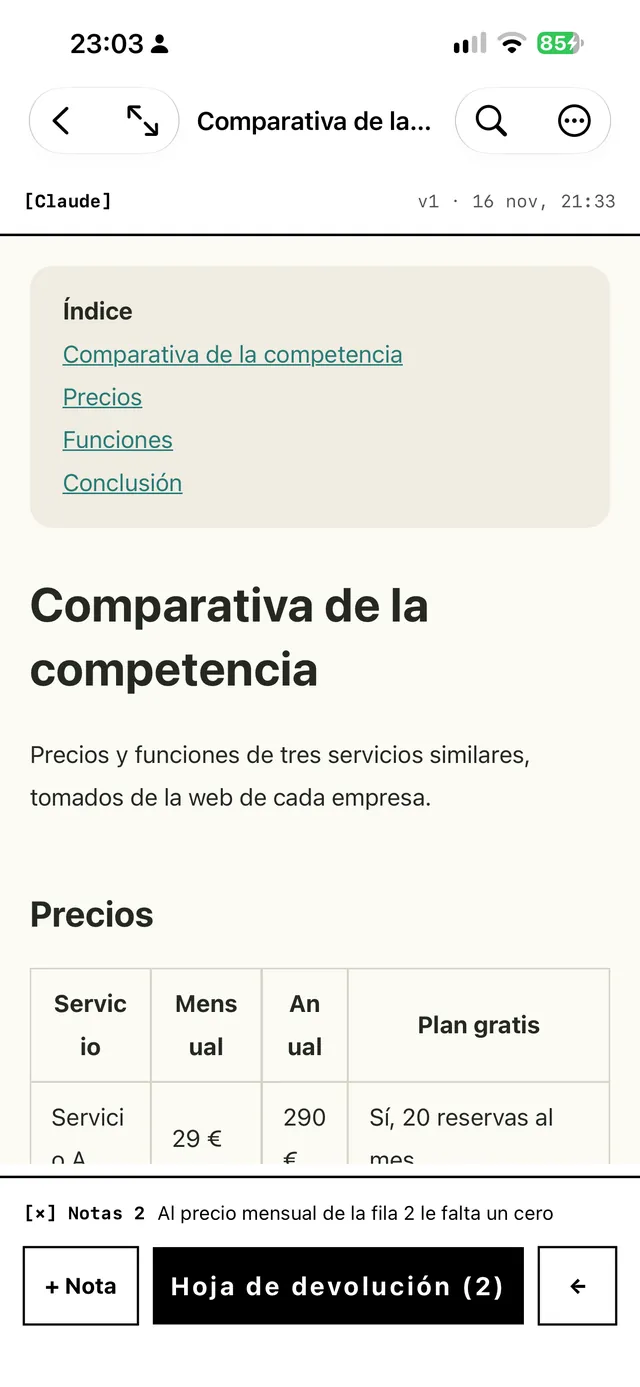 23:03
85
Comparativa de la...
[Claude]
v1 · 16 nov, 21:33
Índice
Comparativa de la competencia
Precios
Funciones
Conclusión
Comparativa de la
competencia
Precios y funciones de tres servicios similares,
tomados de la web de cada empresa.
Precios
Servic
io
Mens
ual
An
ual
Plan gratis
Servici
o A
29 €
290
€
Sí, 20 reservas al
mes
[×] Notas 2 Al precio mensual de la fila 2 le falta un cero
+ Nota
Hoja de devolución (2)
←